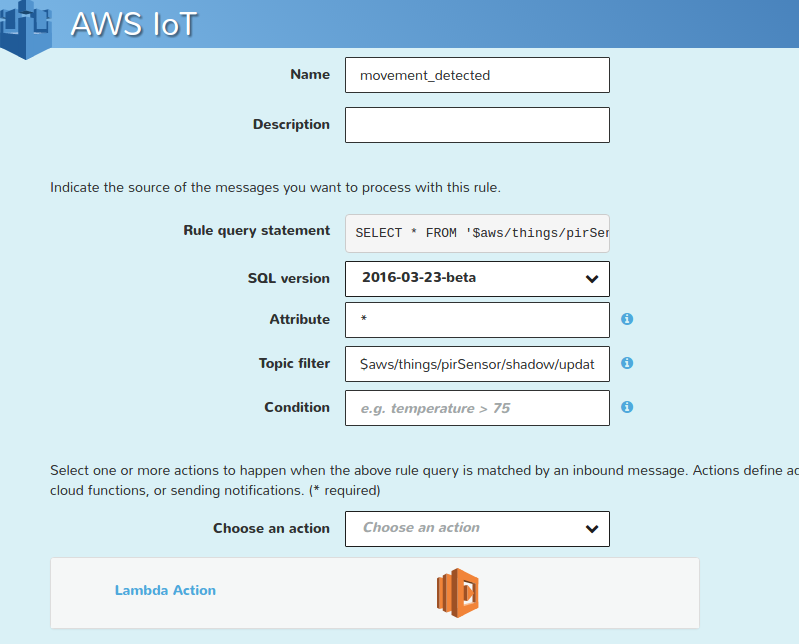 AWS IoT
Name movement_detected
Description
Indicate the source of the messages you want to process with this rule.
Rule query statement SELECT * FROM '$aws/things/pirSer
SQL version 2016-03-23-beta
Attribute *
Topic filter $aws/things/pirSensor/shadow/updat
Condition e.g. temperature > 75
Select one or more actions to happen when the above rule query is matched by an inbound message. Actions define ac
cloud functions, or sending notifications. (* required)
Choose an action Choose an action
Lambda Action